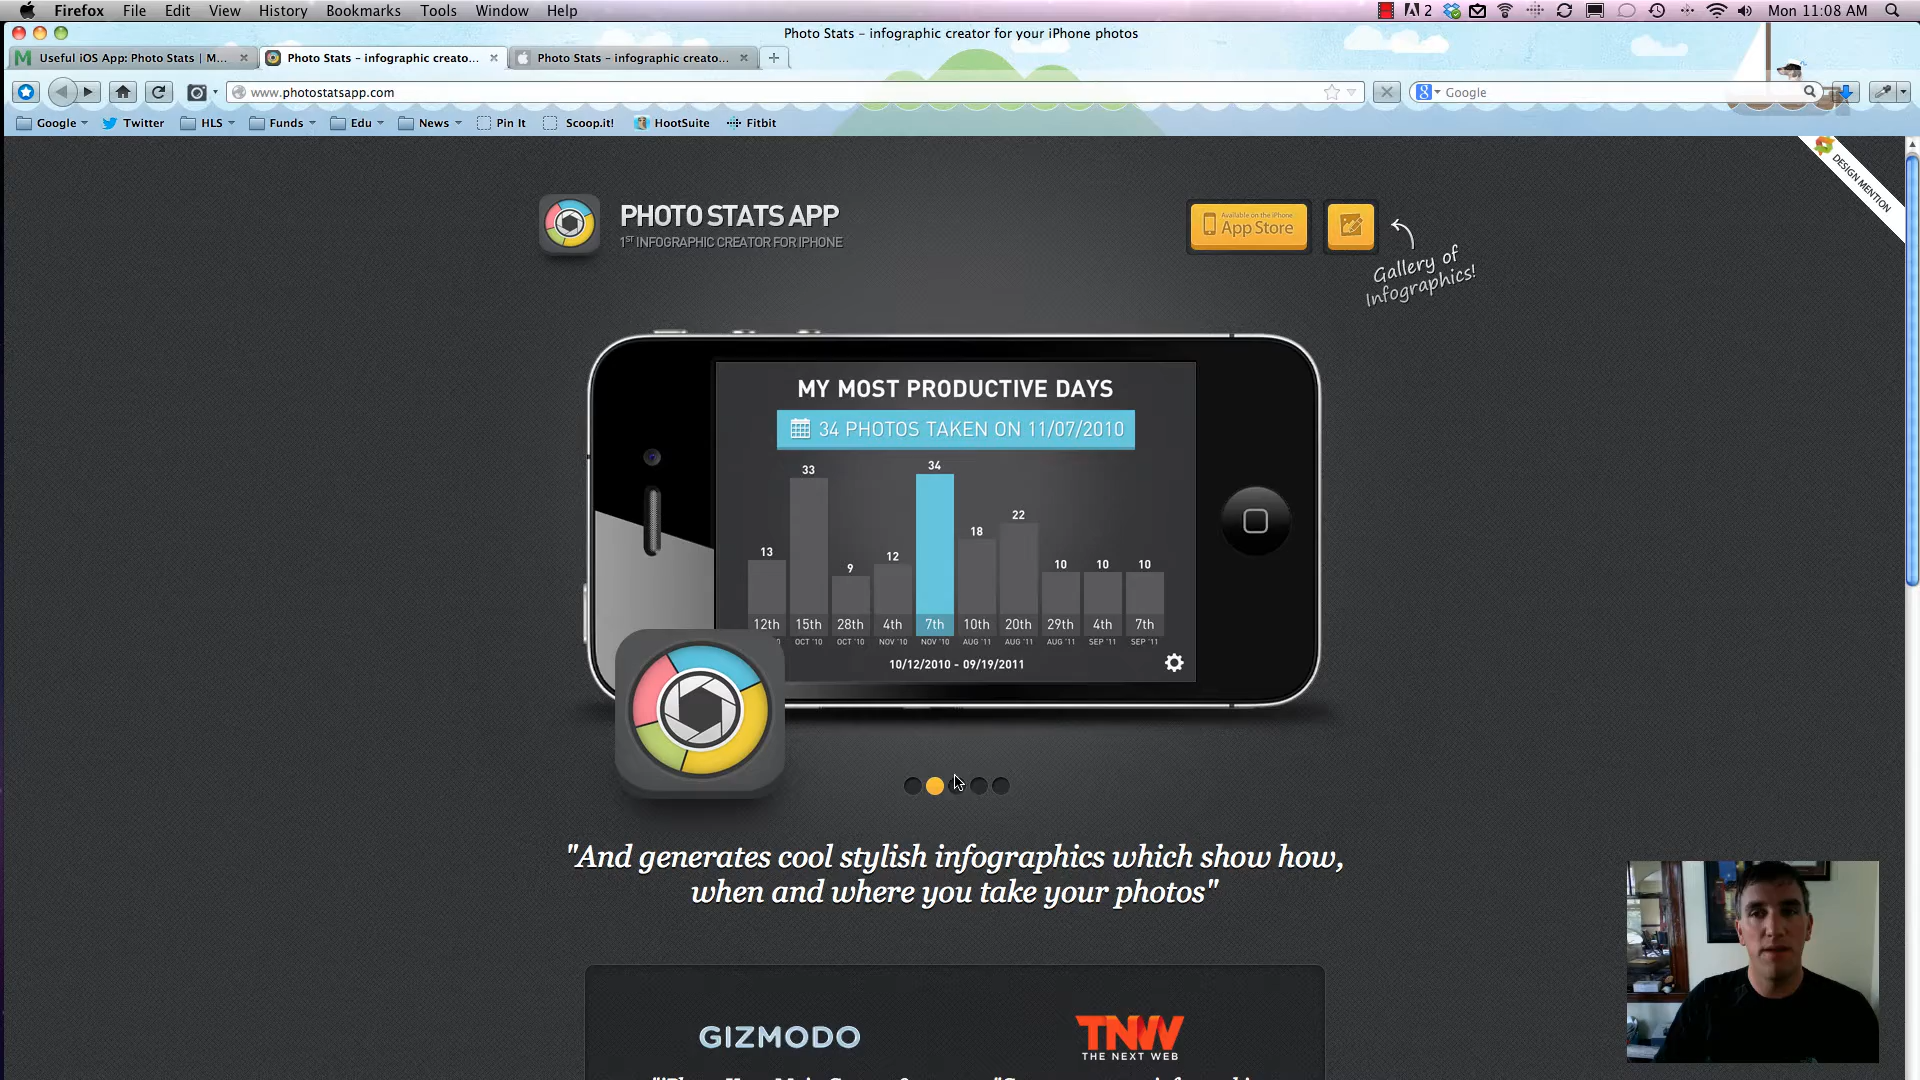 Firefox File Edit View History Bookmarks Tools Window Help 2 Mon 11:08 AM
Photo Stats – infographic creator for your iPhone photos
Useful iOS App: Photo Stats | M... Photo Stats – infographic creato... Photo Stats – infographic creato...
www.photostatsapp.com Google
Google Twitter HLS Funds Edu News Pin It Scoop.it! HootSuite Fitbit
DESIGN MENTION
PHOTO STATS APP
1ST INFOGRAPHIC CREATOR FOR IPHONE
Available on the iPhone
App Store
Gallery of
Infographics!
MY MOST PRODUCTIVE DAYS
34 PHOTOS TAKEN ON 11/07/2010
13 33 9 12 34 18 22 10 10 10
12th 15th 28th 4th 7th 10th 20th 29th 4th 7th
OCT '10 OCT '10 NOV '10 NOV '10 AUG '11 AUG '11 AUG '11 SEP '11 SEP '11
10/12/2010 - 09/19/2011
"And generates cool stylish infographics which show how,
when and where you take your photos"
GIZMODO
TNW
THE NEXT WEB